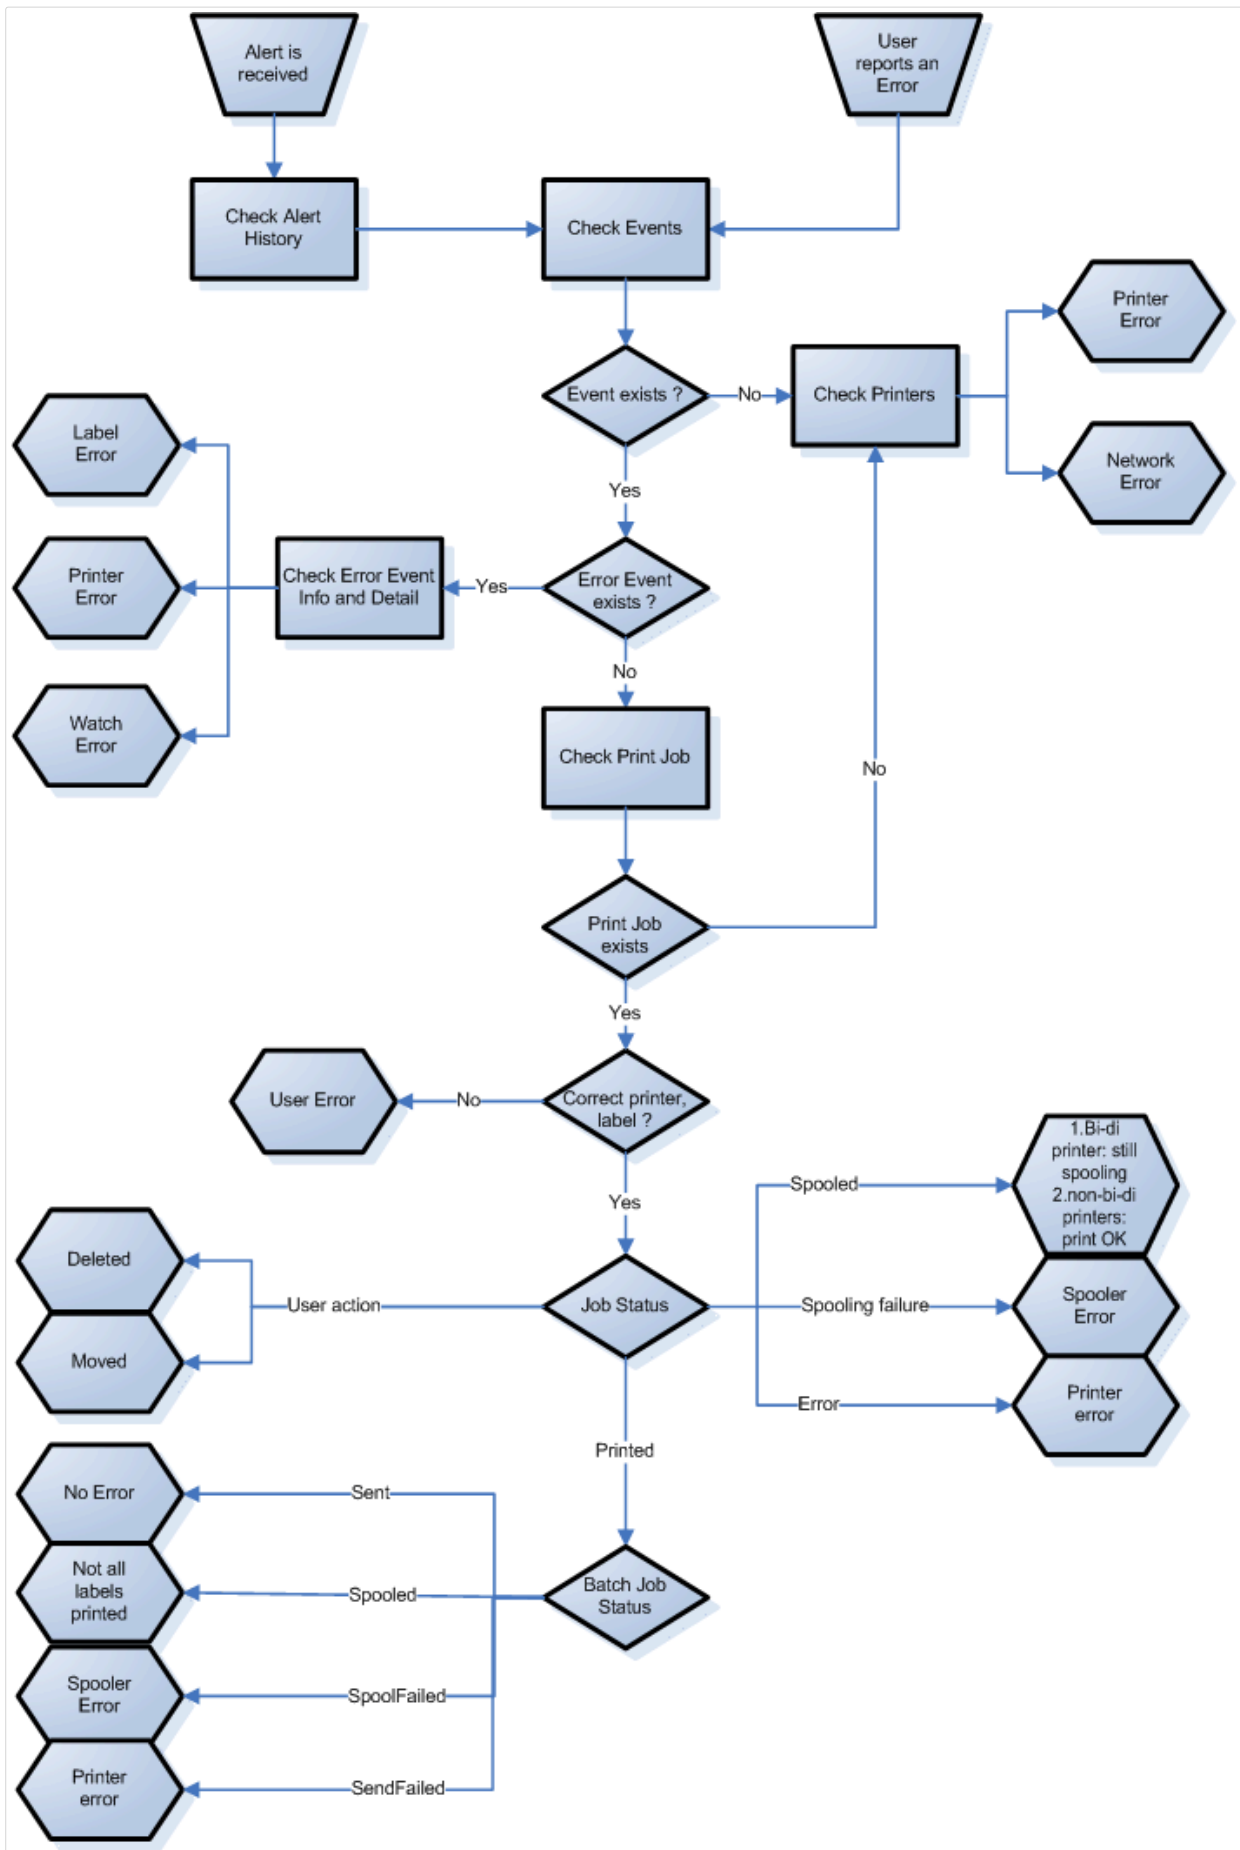 Alert is
received
User
reports an
Error
Check Alert
History
Check Events
Printer
Error
Event exists ?
No
Check Printers
Label
Error
Network
Error
Yes
Printer
Error
Check Error Event
Info and Detail
Yes
Error Event
exists ?
No
Watch
Error
Check Print Job
No
Print Job
exists
Yes
User Error
No
Correct printer,
label ?
1.Bi-di
printer: still
spooling
2.non-bi-di
printers:
print OK
Spooled
Yes
Deleted
User action
Job Status
Spooling failure
Spooler
Error
Moved
Error
Printer
error
Printed
No Error
Sent
Not all
labels
printed
Spooled
Batch Job
Status
Spooler
Error
SpoolFailed
Printer
error
SendFailed